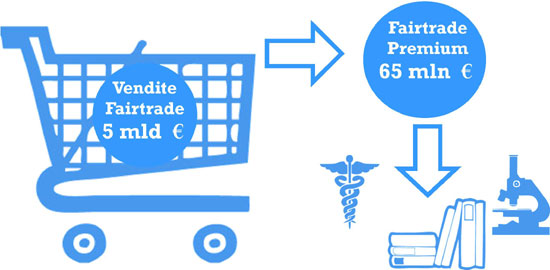 Vendite
Fairtrade
5 mld €
Fairtrade
Premium
65 mln €